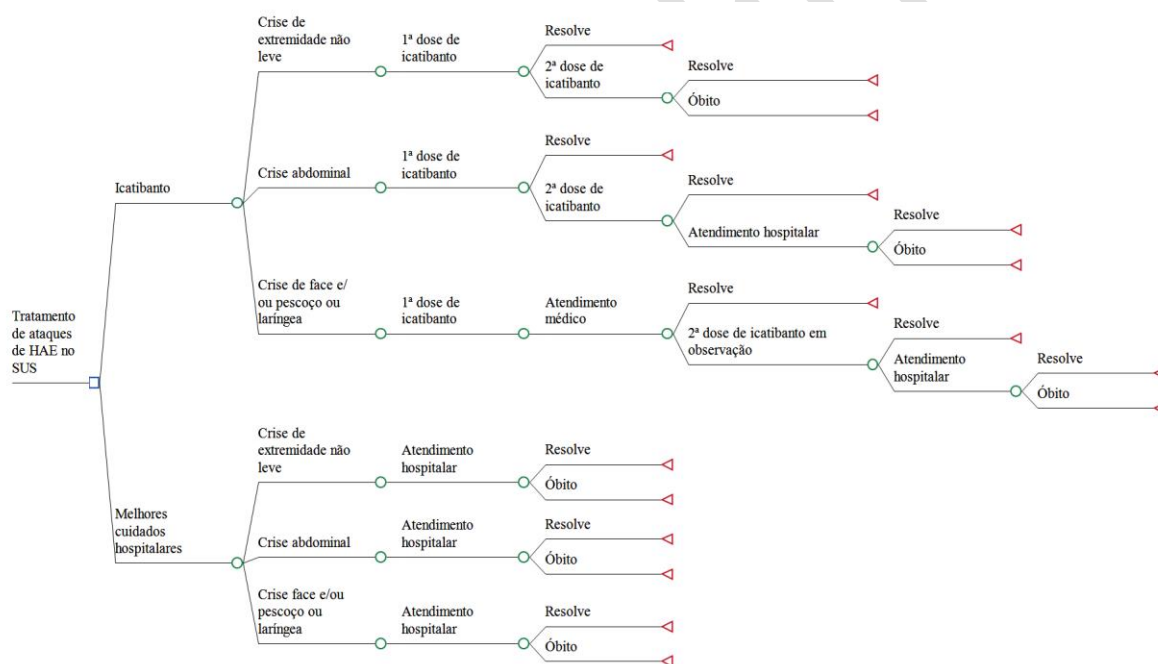 Tratamento
de ataques
de HAE no
SUS
Icatibanto
Crise de
extremidade não
leve
1ª dose de
icatibanto
Resolve
2ª dose de
icatibanto
Resolve
Óbito
Crise abdominal
1ª dose de
icatibanto
Resolve
2ª dose de
icatibanto
Resolve
Atendimento hospitalar
Resolve
Óbito
Crise de face e/
ou pescoço ou
laríngea
1ª dose de
icatibanto
Atendimento
médico
Resolve
2ª dose de icatibanto em
observação
Resolve
Atendimento
hospitalar
Resolve
Óbito
Melhores
cuidados
hospitalares
Crise de
extremidade não
leve
Atendimento
hospitalar
Resolve
Óbito
Crise abdominal
Atendimento
hospitalar
Resolve
Óbito
Crise face e/ou
pescoço ou
laríngea
Atendimento
hospitalar
Resolve
Óbito